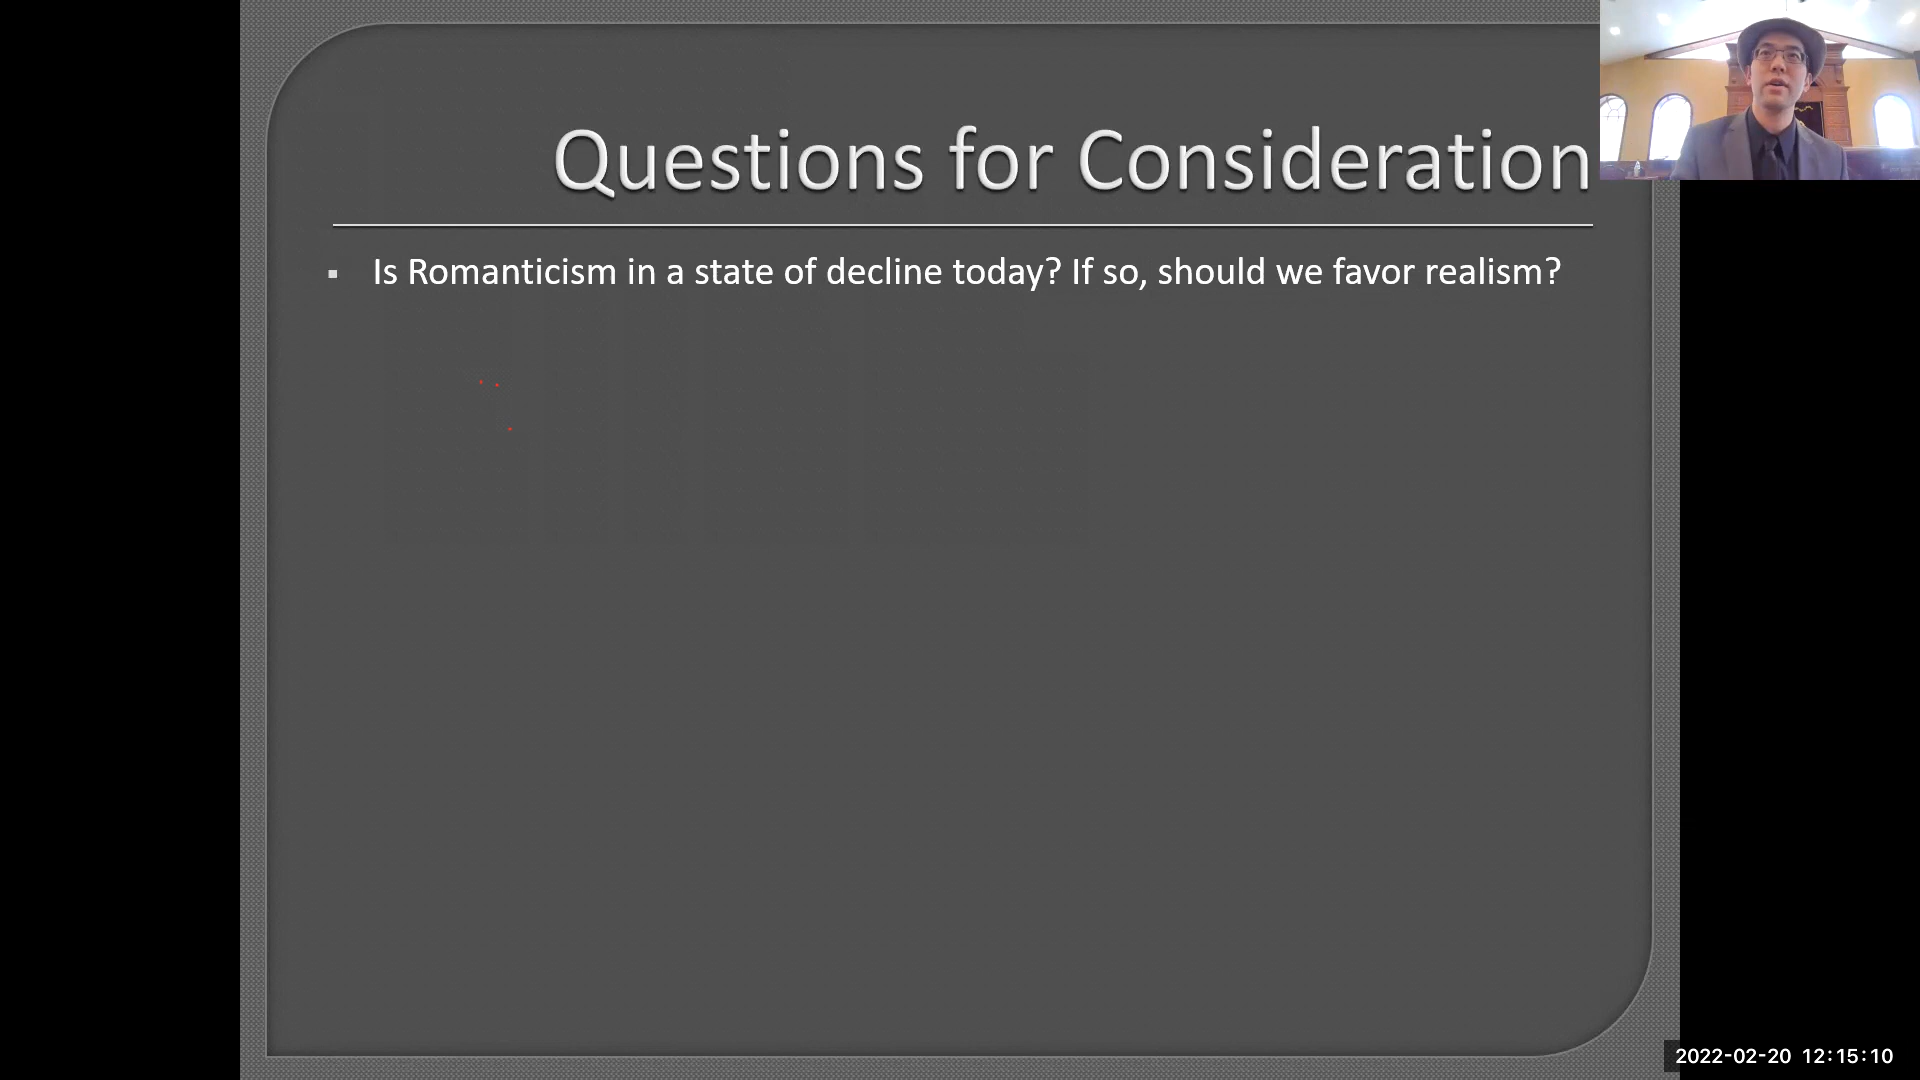 Questions for Consideration
Is Romanticism in a state of decline today? If so, should we favor realism?
2022-02-20 12:15:10